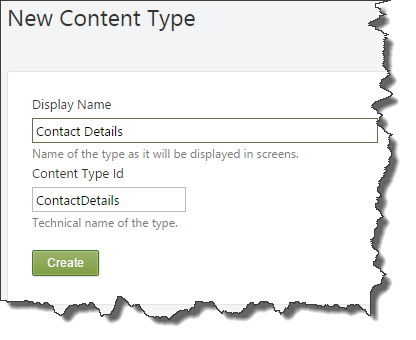 New Content Type
Display Name
Contact Details
Name of the type as it will be displayed in screens.
Content Type Id
ContactDetails
Technical name of the type.
Create